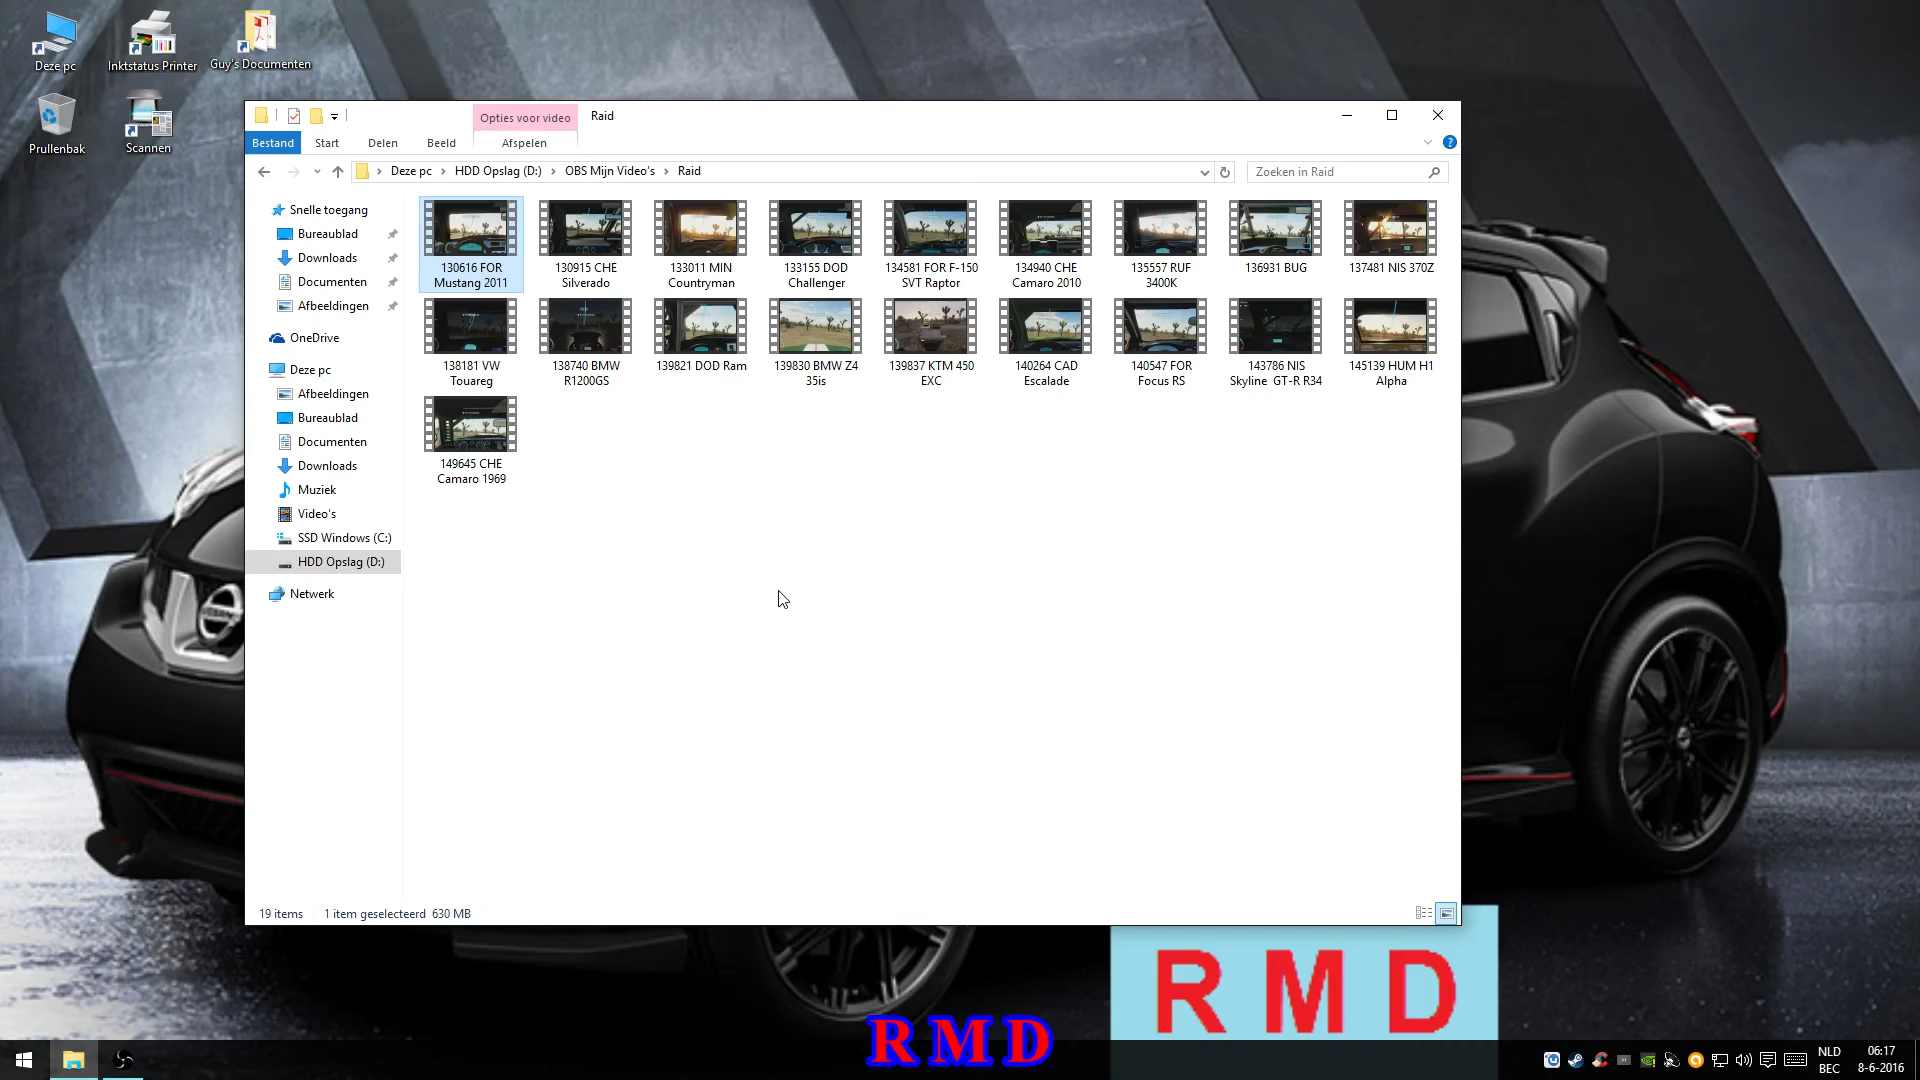 Deze pc
Inktstatus Printer
Guy's Documenten
Prullenbak
Scannen
Opties voor video
Raid
Bestand
Start
Delen
Beeld
Afspelen
Deze pc › HDD Opslag (D:) › OBS Mijn Video's › Raid
Zoeken in Raid
Snelle toegang
Bureaublad
Downloads
Documenten
Afbeeldingen
OneDrive
Deze pc
Afbeeldingen
Bureaublad
Documenten
Downloads
Muziek
Video's
SSD Windows (C:)
HDD Opslag (D:)
Netwerk
130616 FOR
Mustang 2011
130915 CHE
Silverado
133011 MIN
Countryman
133155 DOD
Challenger
134581 FOR F-150
SVT Raptor
134940 CHE
Camaro 2010
135557 RUF
3400K
136931 BUG
137481 NIS 370Z
138181 VW
Touareg
138740 BMW
R1200GS
139821 DOD Ram
139830 BMW Z4
35is
139837 KTM 450
EXC
140264 CAD
Escalade
140547 FOR
Focus RS
143786 NIS
Skyline GT-R R34
145139 HUM H1
Alpha
149645 CHE
Camaro 1969
19 items
1 item geselecteerd 630 MB
R M D
R M D
NLD
BEC
06:17
8-6-2016